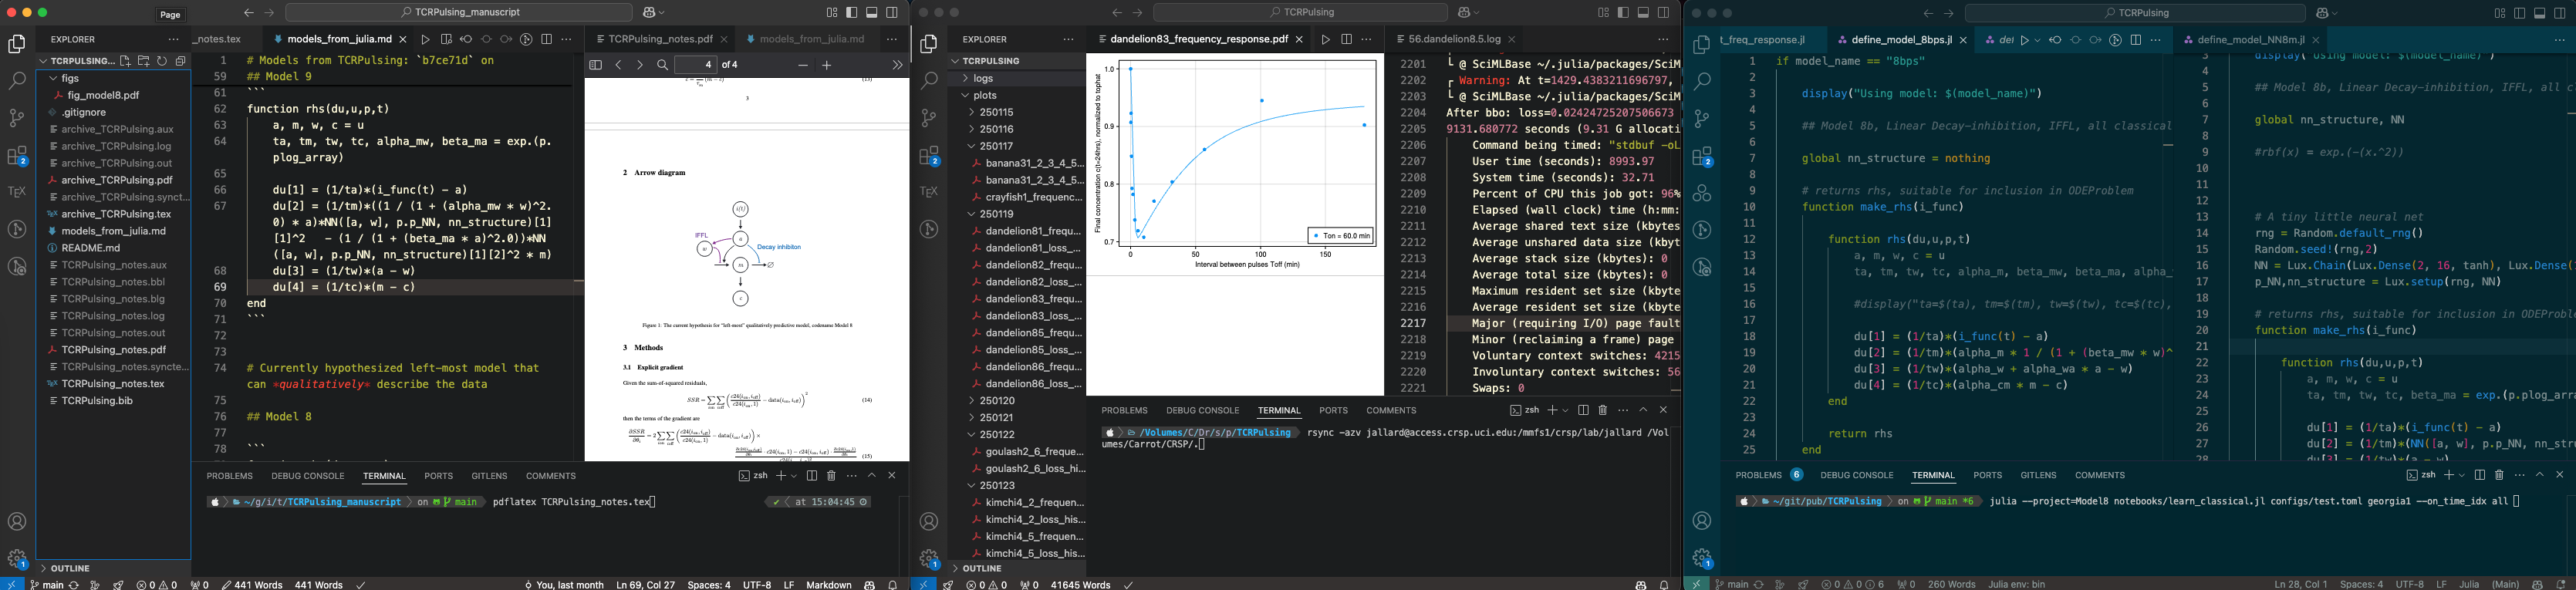 TCRPulsing_manuscript
Page
EXPLORER
TCRPULSING...
figs
fig_model8.pdf
.gitignore
archive_TCRPulsing.aux
archive_TCRPulsing.log
archive_TCRPulsing.out
archive_TCRPulsing.pdf
archive_TCRPulsing.synct...
archive_TCRPulsing.tex
models_from_julia.md
README.md
TCRPulsing_notes.aux
TCRPulsing_notes.bbl
TCRPulsing_notes.blg
TCRPulsing_notes.log
TCRPulsing_notes.out
TCRPulsing_notes.pdf
TCRPulsing_notes.syncte...
TCRPulsing_notes.tex
TCRPulsing.bib
OUTLINE
_notes.tex
models_from_julia.md
1 # Models from TCRPulsing: `b7ce71d` on
59 ## Model 9
61 ```
62 function rhs(du,u,p,t)
63 a, m, w, c = u
64 ta, tm, tw, tc, alpha_mw, beta_ma = exp.(p.
plog_array)
65
66 du[1] = (1/ta)*(i_func(t) - a)
67 du[2] = (1/tm)*((1 / (1 + (alpha_mw * w)^2.
0) * a)*NN([a, w], p.p_NN, nn_structure)[1]
[1]^2 - (1 / (1 + (beta_ma * a)^2.0))*NN
([a, w], p.p_NN, nn_structure)[1][2]^2 * m)
68 du[3] = (1/tw)*(a - w)
69 du[4] = (1/tc)*(m - c)
70 end
71 ```
72
73
74 # Currently hypothesized left-most model that
can *qualitatively* describe the data
75
76 ## Model 8
77
78 ```
TCRPulsing_notes.pdf
models_from_julia.md
4 of 4
3
2 Arrow diagram
i(t)
a
IFFL
w
Decay inhibiton
m
∅
c
Figure 1. The current hypothesis for "left-most" qualitatively predictive model, codename Model 8
3 Methods
3.1 Explicit gradient
Given the sum-of-squared residuals,
(14)
then the terms of the gradient are
(15)
PROBLEMS DEBUG CONSOLE TERMINAL PORTS GITLENS COMMENTS
zsh
~/g/i/t/TCRPulsing_manuscript on main pdflatex TCRPulsing_notes.tex
at 15:04:45
main 0 0 0 441 Words 441 Words You, last month Ln 69, Col 27 Spaces: 4 UTF-8 LF Markdown
TCRPulsing
EXPLORER
TCRPULSING
logs
plots
250115
250116
250117
banana31_2_3_4_5...
banana31_2_3_4_5...
crayfish1_frequenc...
250119
dandelion81_frequ...
dandelion81_loss_...
dandelion82_frequ...
dandelion82_loss_...
dandelion83_frequ...
dandelion83_loss_...
dandelion85_frequ...
dandelion85_loss_...
dandelion86_frequ...
dandelion86_loss_...
250120
250121
250122
goulash2_6_freque...
goulash2_6_loss_hi...
250123
kimchi4_2_frequen...
kimchi4_2_loss_his...
kimchi4_5_frequen...
kimchi4_5_loss_his...
OUTLINE
dandelion83_frequency_response.pdf
Final concentration c(t=24hrs), normalized to tophat
1.0
0.9
0.8
0.7
0 50 100 150
Ton = 60.0 min
Interval between pulses Toff (min)
56.dandelion8.5.log
2201 └ @ SciMLBase ~/.julia/packages/SciM
2202 ┌ Warning: At t=1429.4383211696797,
2203 └ @ SciMLBase ~/.julia/packages/SciM
2204 After bbo: loss=0.02424725207506673
2205 9131.680772 seconds (9.31 G allocati
2206 Command being timed: "stdbuf -oL
2207 User time (seconds): 8993.97
2208 System time (seconds): 32.71
2209 Percent of CPU this job got: 96%
2210 Elapsed (wall clock) time (h:mm:
2211 Average shared text size (kbytes
2212 Average unshared data size (kbyt
2213 Average stack size (kbytes): 0
2214 Average total size (kbytes): 0
2215 Maximum resident set size (kbyte
2216 Average resident set size (kbyte
2217 Major (requiring I/O) page fault
2218 Minor (reclaiming a frame) page
2219 Voluntary context switches: 4215
2220 Involuntary context switches: 56
2221 Swaps: 0
PROBLEMS DEBUG CONSOLE TERMINAL PORTS COMMENTS
zsh
/Volumes/C/Dr/s/p/TCRPulsing rsync -azv jallard@access.crsp.uci.edu:/mmfs1/crsp/lab/jallard /Vol
umes/Carrot/CRSP/.
0 0 0 41645 Words
TCRPulsing
t_freq_response.jl
define_model_8bps.jl
1 if model_name == "8bps"
2
3 display("Using model: $(model_name)")
4
5 ## Model 8b, Linear Decay-inhibition, IFFL, all classical
6
7 global nn_structure = nothing
8
9 # returns rhs, suitable for inclusion in ODEProblem
10 function make_rhs(i_func)
11
12 function rhs(du,u,p,t)
13 a, m, w, c = u
14 ta, tm, tw, tc, alpha_m, beta_mw, beta_ma, alpha_
15
16 #display("ta=$(ta), tm=$(tm), tw=$(tw), tc=$(tc),
17
18 du[1] = (1/ta)*(i_func(t) - a)
19 du[2] = (1/tm)*(alpha_m * 1 / (1 + (beta_mw * w)^
20 du[3] = (1/tw)*(alpha_w + alpha_wa * a - w)
21 du[4] = (1/tc)*(alpha_cm * m - c)
22 end
23
24 return rhs
25 end
define_model_NN8m.jl
3 display("Using model: $(model_name)")
4
5 ## Model 8b, Linear Decay-inhibition, IFFL, all c
6
7 global nn_structure, NN
8
9 #rbf(x) = exp.(-(x.^2))
10
11
12
13 # A tiny little neural net
14 rng = Random.default_rng()
15 Random.seed!(rng,2)
16 NN = Lux.Chain(Lux.Dense(2, 16, tanh), Lux.Dense(1
17 p_NN,nn_structure = Lux.setup(rng, NN)
18
19 # returns rhs, suitable for inclusion in ODEProble
20 function make_rhs(i_func)
21
22 function rhs(du,u,p,t)
23 a, m, w, c = u
24 ta, tm, tw, tc, beta_ma = exp.(p.plog_arra
25
26 du[1] = (1/ta)*(i_func(t) - a)
27 du[2] = (1/tm)*(NN([a, w], p.p_NN, nn_stru
28 du[3] = (1/tw)*(a - w)
PROBLEMS 6 DEBUG CONSOLE TERMINAL PORTS GITLENS COMMENTS
zsh
~/git/pub/TCRPulsing on main *6 julia --project=Model8 notebooks/learn_classical.jl configs/test.toml georgia1 --on_time_idx all
main 0 0 6 0 260 Words Julia env: bin Ln 28, Col 1 Spaces: 4 UTF-8 LF Julia (Main)